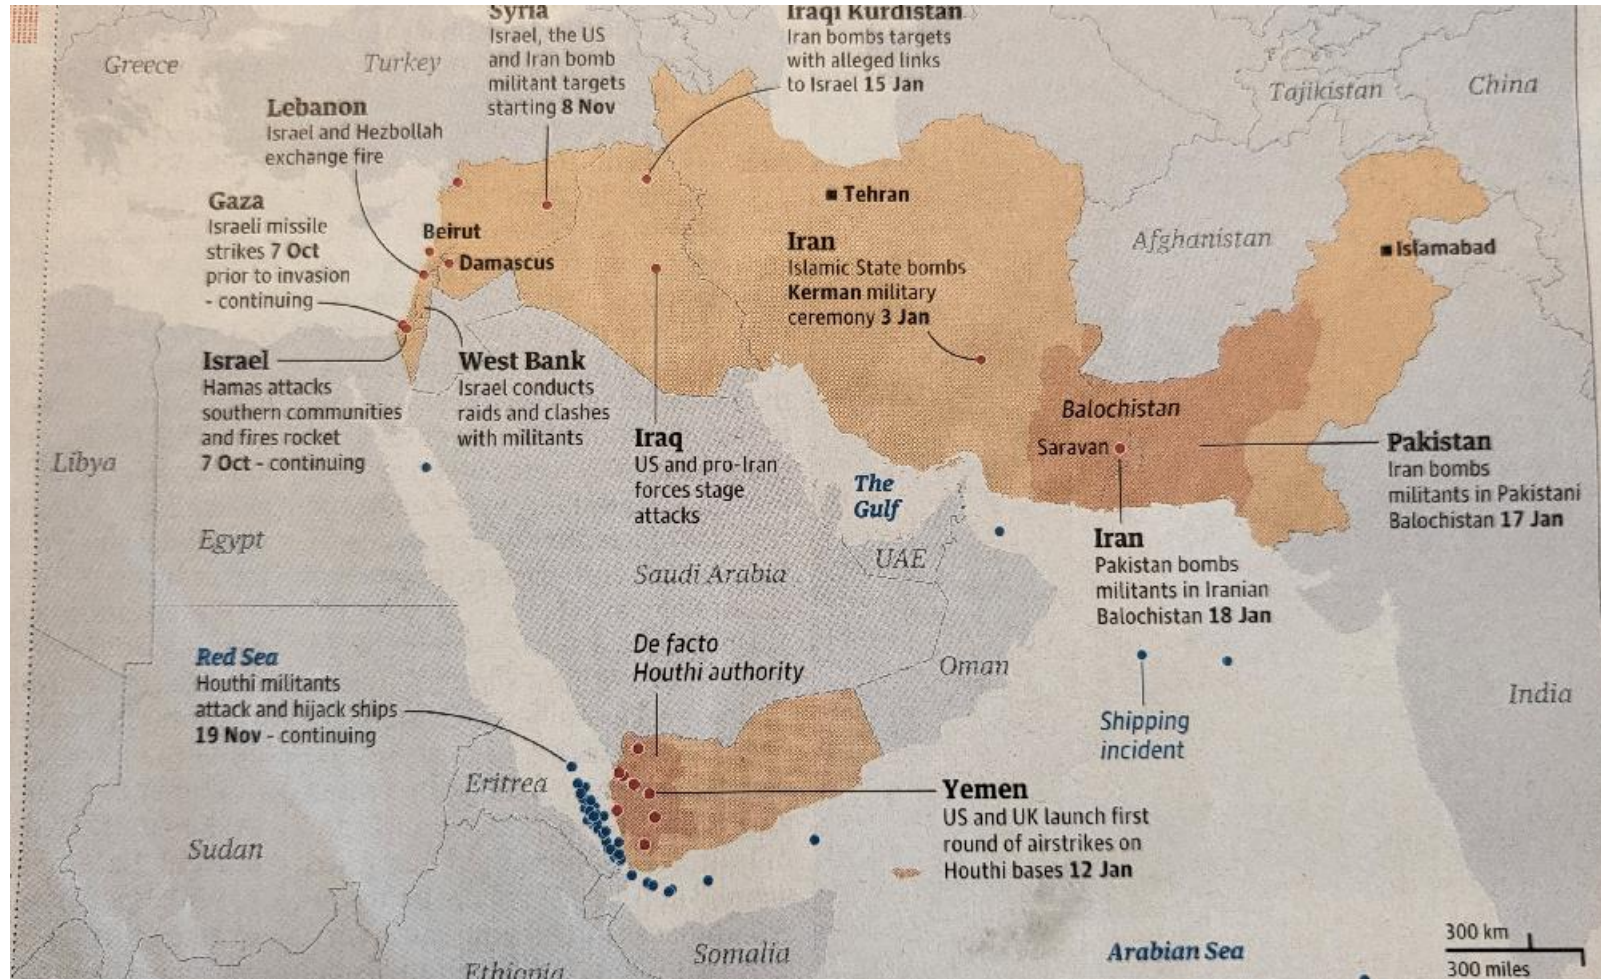 Syria
Israel, the US
and Iran bomb
militant targets
starting 8 Nov
Iraqi Kurdistan
Iran bombs targets
with alleged links
to Israel 15 Jan
Greece
Turkey
Tajikistan
China
Lebanon
Israel and Hezbollah
exchange fire
Gaza
Israeli missile
strikes 7 Oct
prior to invasion
- continuing
Beirut
Damascus
Tehran
Iran
Islamic State bombs
Kerman military
ceremony 3 Jan
Afghanistan
Islamabad
Israel
Hamas attacks
southern communities
and fires rocket
7 Oct - continuing
West Bank
Israel conducts
raids and clashes
with militants
Iraq
US and pro-Iran
forces stage
attacks
Balochistan
Saravan
Pakistan
Iran bombs
militants in Pakistani
Balochistan 17 Jan
Libya
Egypt
The
Gulf
UAE
Saudi Arabia
Iran
Pakistan bombs
militants in Iranian
Balochistan 18 Jan
De facto
Houthi authority
Oman
Red Sea
Houthi militants
attack and hijack ships
19 Nov - continuing
Shipping
incident
India
Eritrea
Sudan
Yemen
US and UK launch first
round of airstrikes on
Houthi bases 12 Jan
Somalia
Ethiopia
Arabian Sea
300 km
300 miles